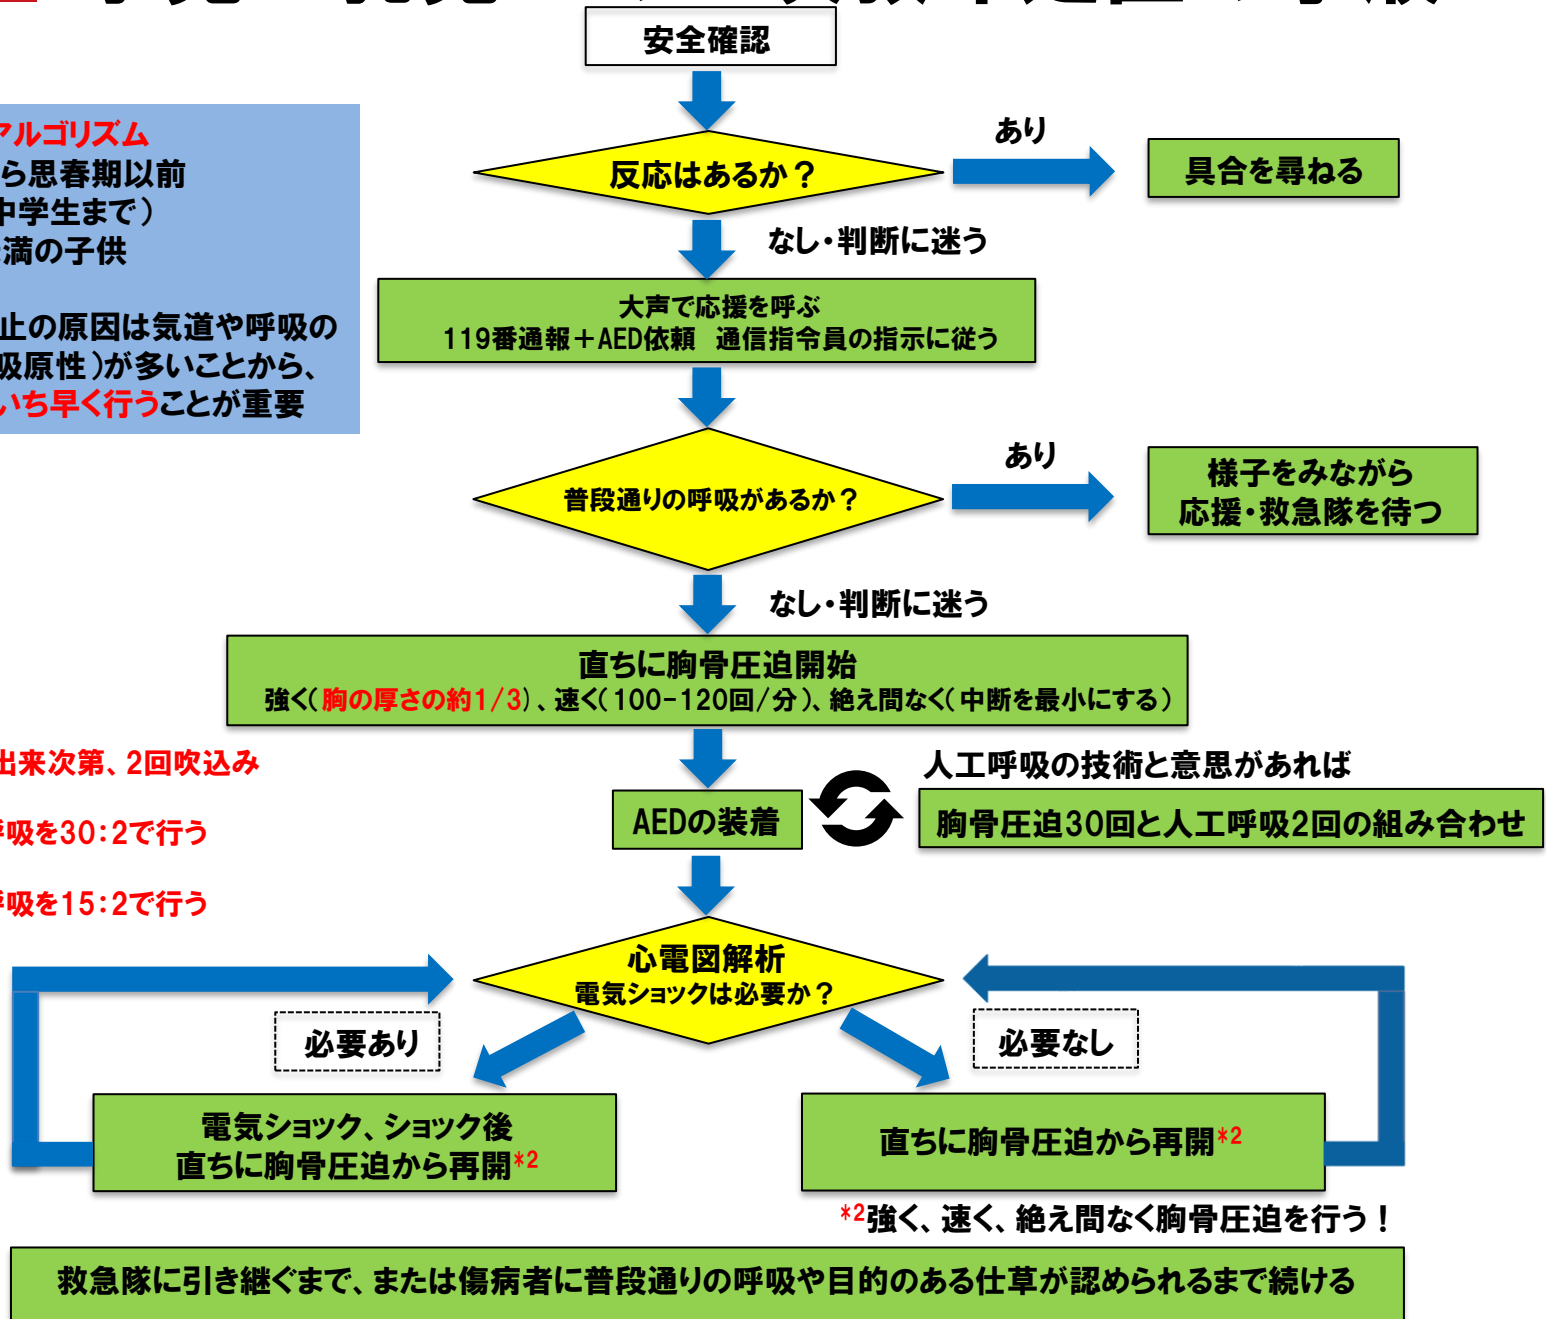 安全確認
アルゴリズム
ら思春期以前
中学生まで）
満の子供
止の原因は気道や呼吸の
吸原性）が多いことから、
いち早く行うことが重要
反応はあるか？
あり
具合を尋ねる
なし・判断に迷う
大声で応援を呼ぶ
119番通報＋AED依頼　通信指令員の指示に従う
普段通りの呼吸があるか？
あり
様子をみながら
応援・救急隊を待つ
なし・判断に迷う
直ちに胸骨圧迫開始
強く（胸の厚さの約1/3）、速く（100-120回/分）、絶え間なく（中断を最小にする）
出来次第、2回吹込み
呼吸を30：2で行う
呼吸を15：2で行う
AEDの装着
人工呼吸の技術と意思があれば
胸骨圧迫30回と人工呼吸2回の組み合わせ
心電図解析
電気ショックは必要か？
必要あり
必要なし
電気ショック、ショック後
直ちに胸骨圧迫から再開*2
直ちに胸骨圧迫から再開*2
*2強く、速く、絶え間なく胸骨圧迫を行う！
救急隊に引き継ぐまで、または傷病者に普段通りの呼吸や目的のある仕草が認められるまで続ける